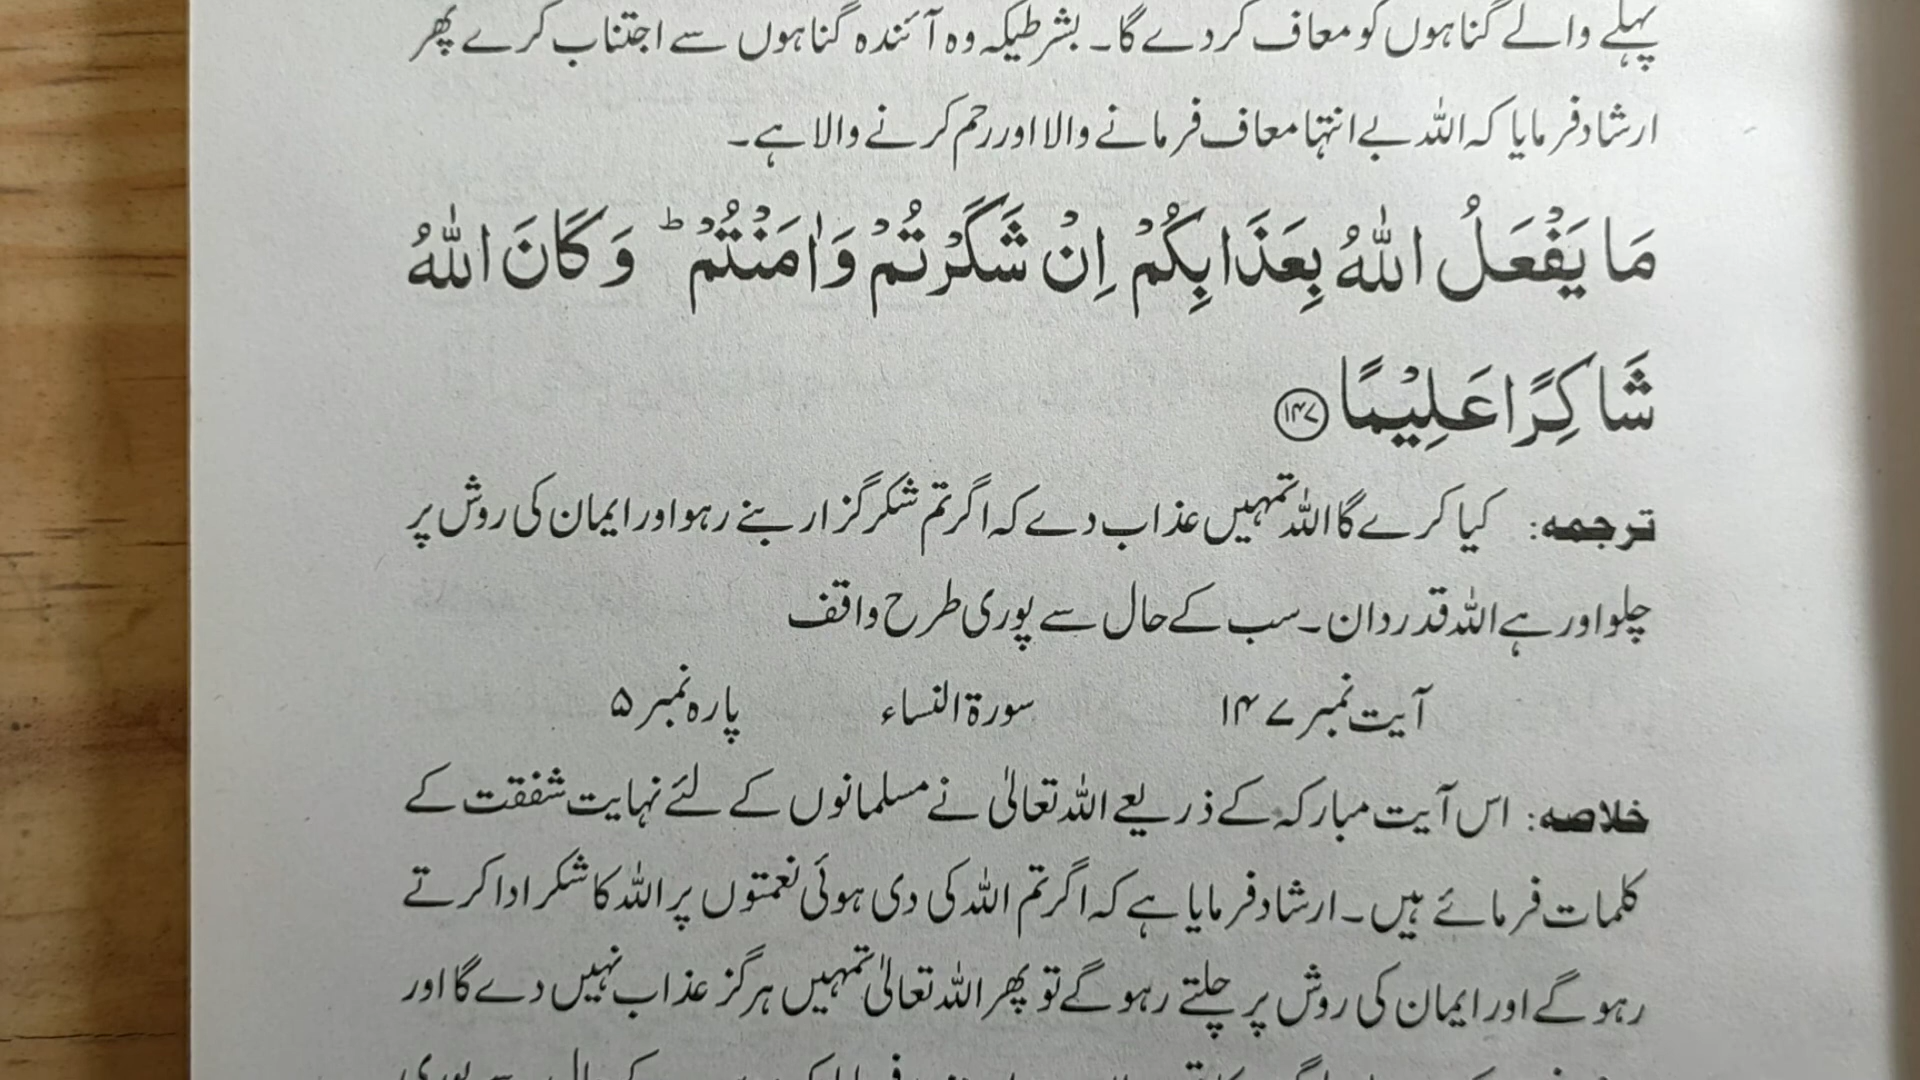 پہلے والے گناہوں کو معاف کردے گا۔ بشرطیکہ وہ آئندہ گناہوں سے اجتناب کرے پھر
ارشاد فرمایا کہ اللہ بے انتہا معاف فرمانے والا اور رحم کرنے والا ہے۔
مَا يَفْعَلُ اللّٰهُ بِعَذَابِكُمْ اِنْ شَكَرْتُمْ وَاٰمَنْتُمْ ؕ وَكَانَ اللّٰهُ
شَاكِرًا عَلِيْمًا ﴿۱۴۷﴾
ترجمہ: کیا کرے گا اللہ تمہیں عذاب دے کہ اگر تم شکر گزار بنے رہو اور ایمان کی روش پر
چلو اور ہے اللہ قدردان۔ سب کے حال سے پوری طرح واقف
آیت نمبر ۱۴۷ سورۃ النساء پارہ نمبر ۵
خلاصہ: اس آیت مبارکہ کے ذریعے اللہ تعالیٰ نے مسلمانوں کے لئے نہایت شفقت کے
کلمات فرمائے ہیں۔ ارشاد فرمایا ہے کہ اگر تم اللہ کی دی ہوئی نعمتوں پر اللہ کا شکر ادا کرتے
رہو گے اور ایمان کی روش پر چلتے رہو گے تو پھر اللہ تعالیٰ تمہیں ہرگز عذاب نہیں دے گا اور